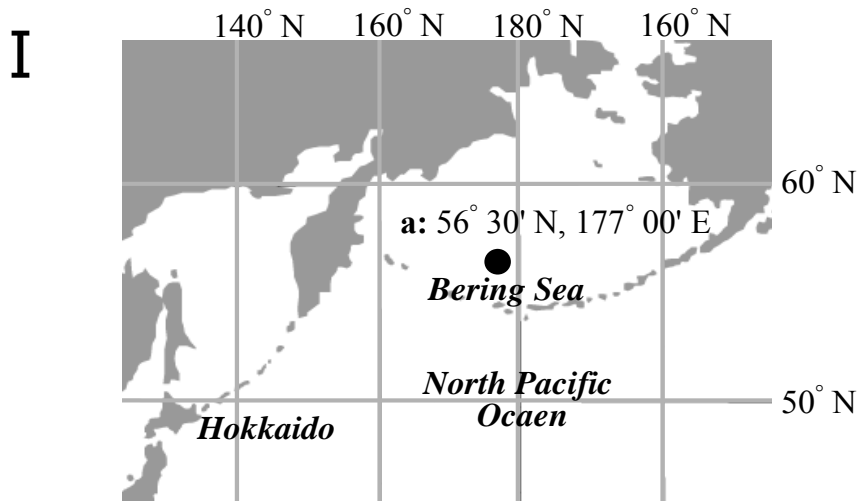 I
140° N 160° N 180° N 160° N
60° N
a: 56° 30' N, 177° 00' E
Bering Sea
North Pacific
Ocaen
50° N
Hokkaido